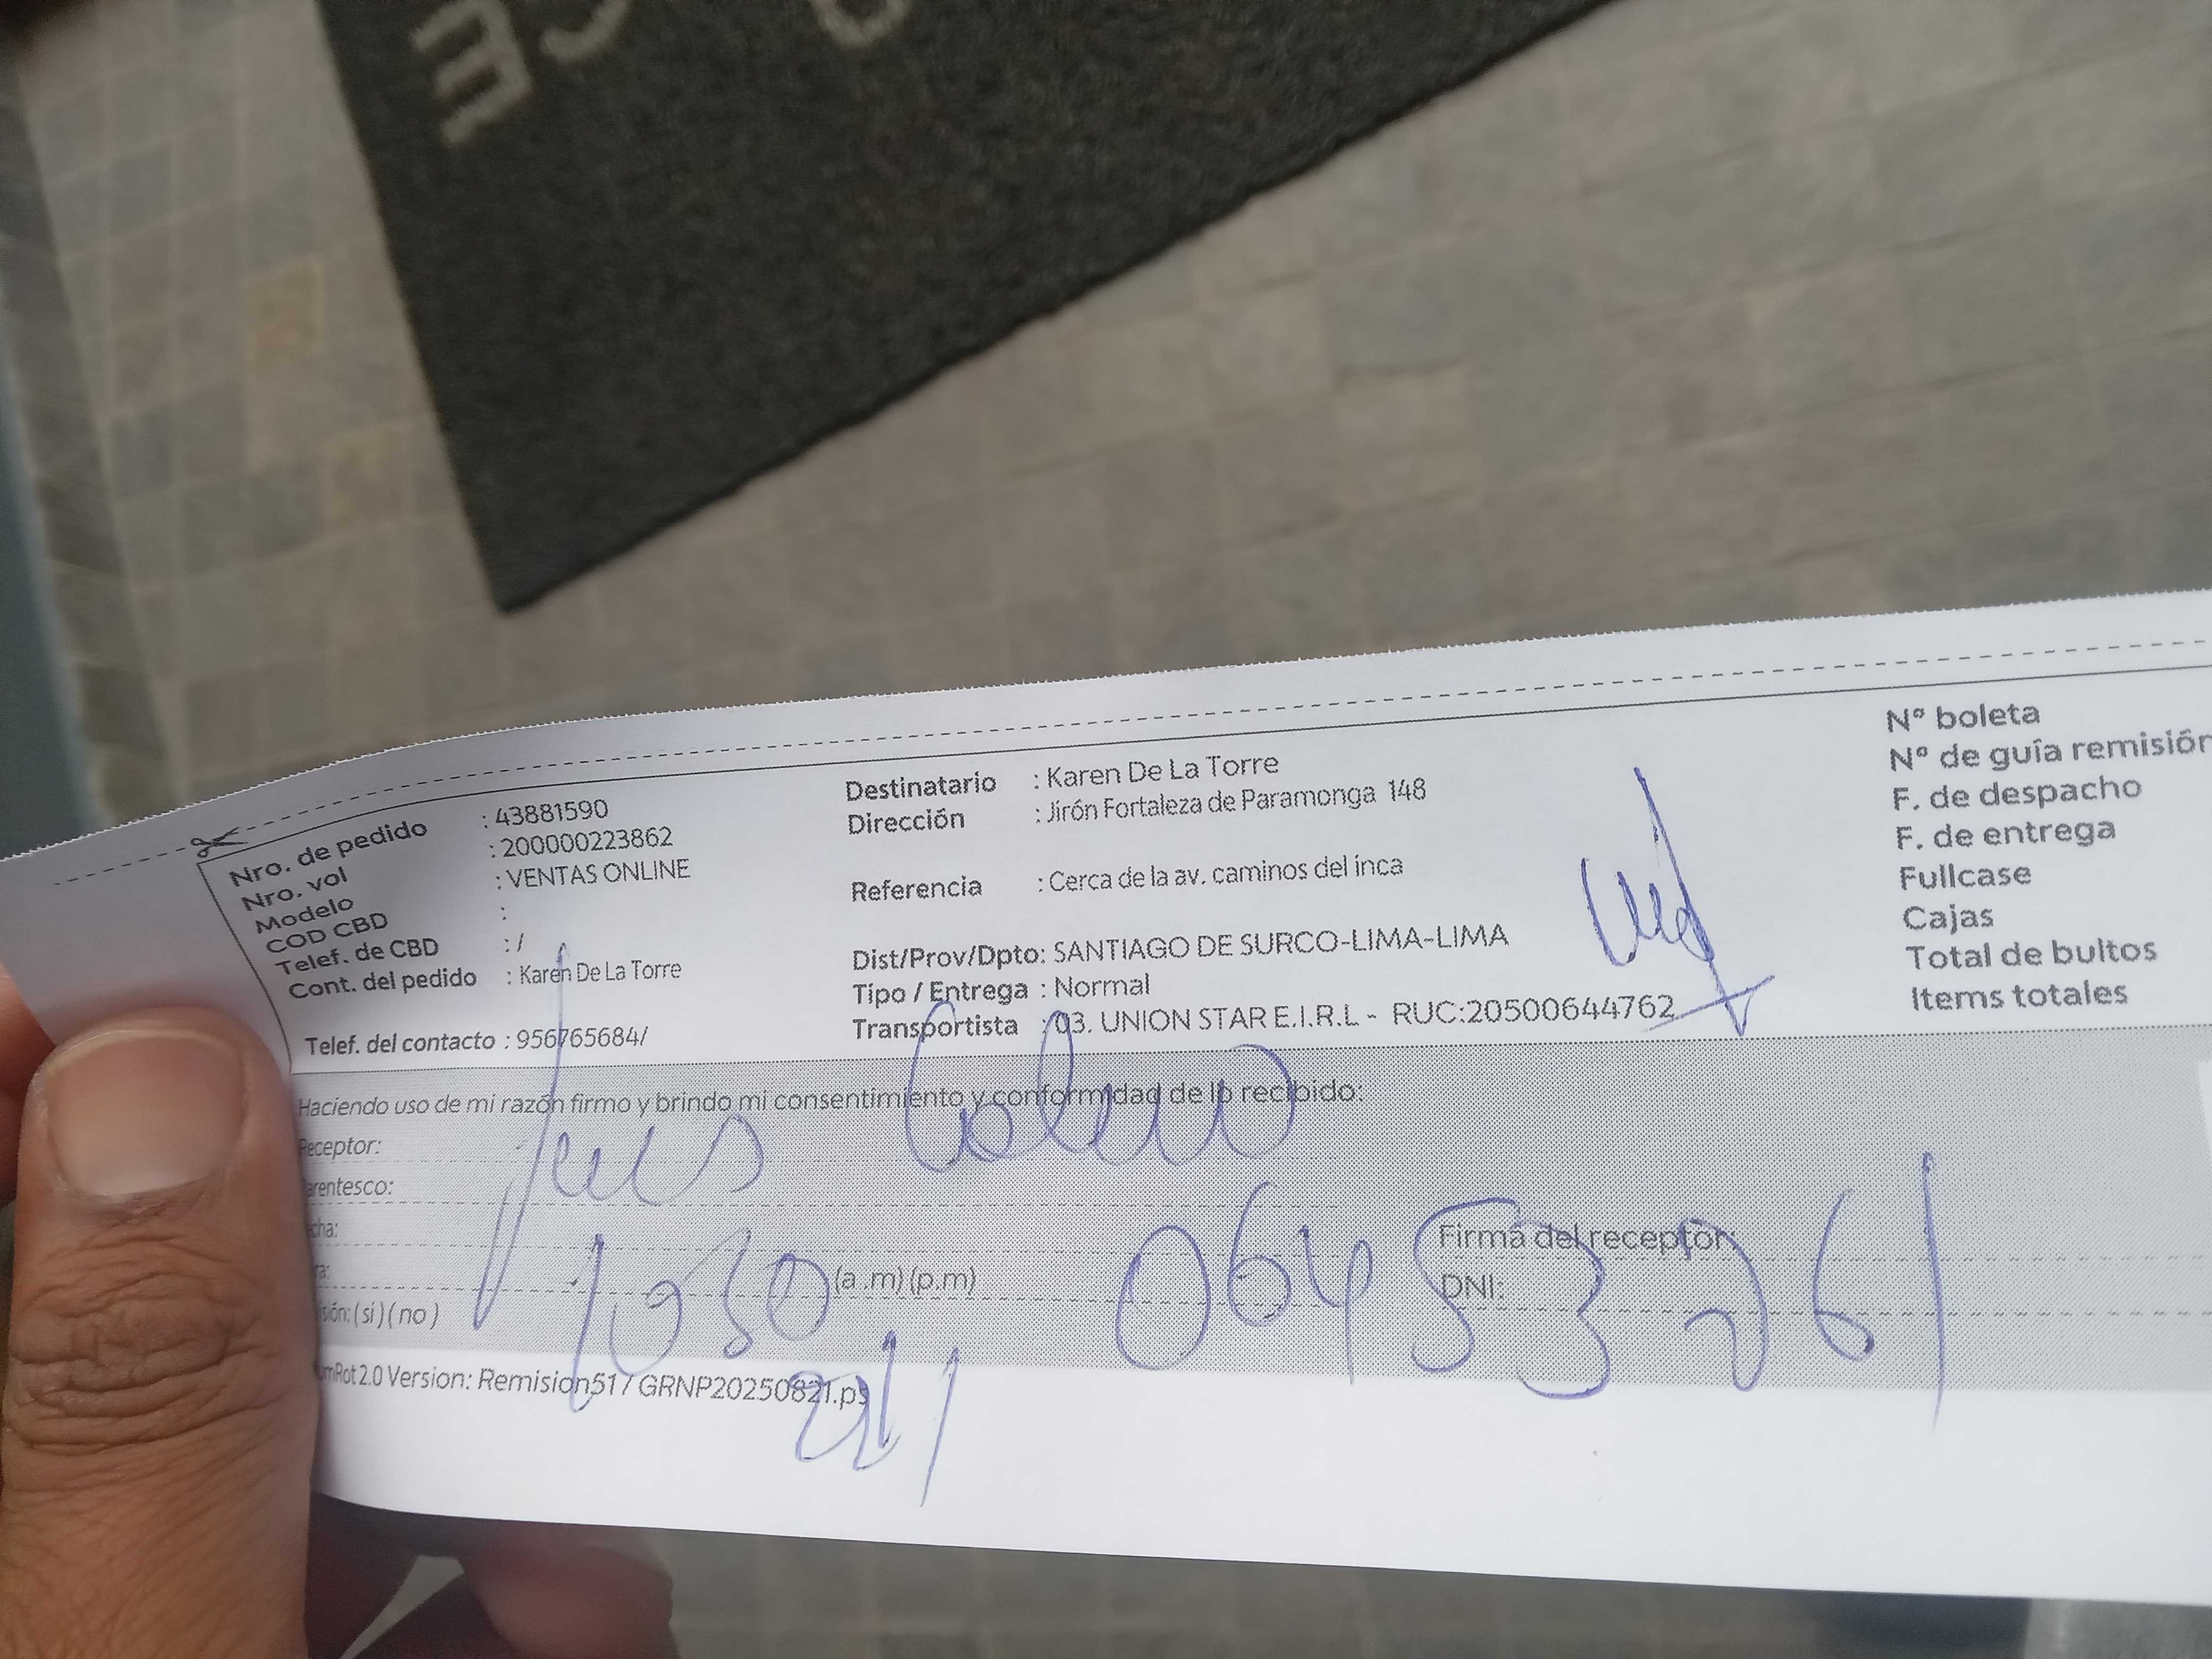 Nro. de pedido : 43881590
Nro. vol : 200000223862
Modelo : VENTAS ONLINE
COD CBD :
Telef. de CBD : /
Cont. del pedido : Karen De La Torre
Telef. del contacto : 956765684/
Destinatario : Karen De La Torre
Dirección : Jirón Fortaleza de Paramonga 148
Referencia : Cerca de la av. caminos del inca
Dist/Prov/Dpto: SANTIAGO DE SURCO-LIMA-LIMA
Tipo / Entrega : Normal
Transportista : 03. UNION STAR E.I.R.L - RUC:20500644762
N° boleta
N° de guía remisión
F. de despacho
F. de entrega
Fullcase
Cajas
Total de bultos
Items totales
Haciendo uso de mi razón firmo y brindo mi consentimiento y conformidad de lo recibido:
Receptor:
Parentesco:
(a .m) (p.m)
1030
( si ) ( no )
Firma del receptor:
DNI:
2.0 Version: Remision51 / GRNP20250821.ps